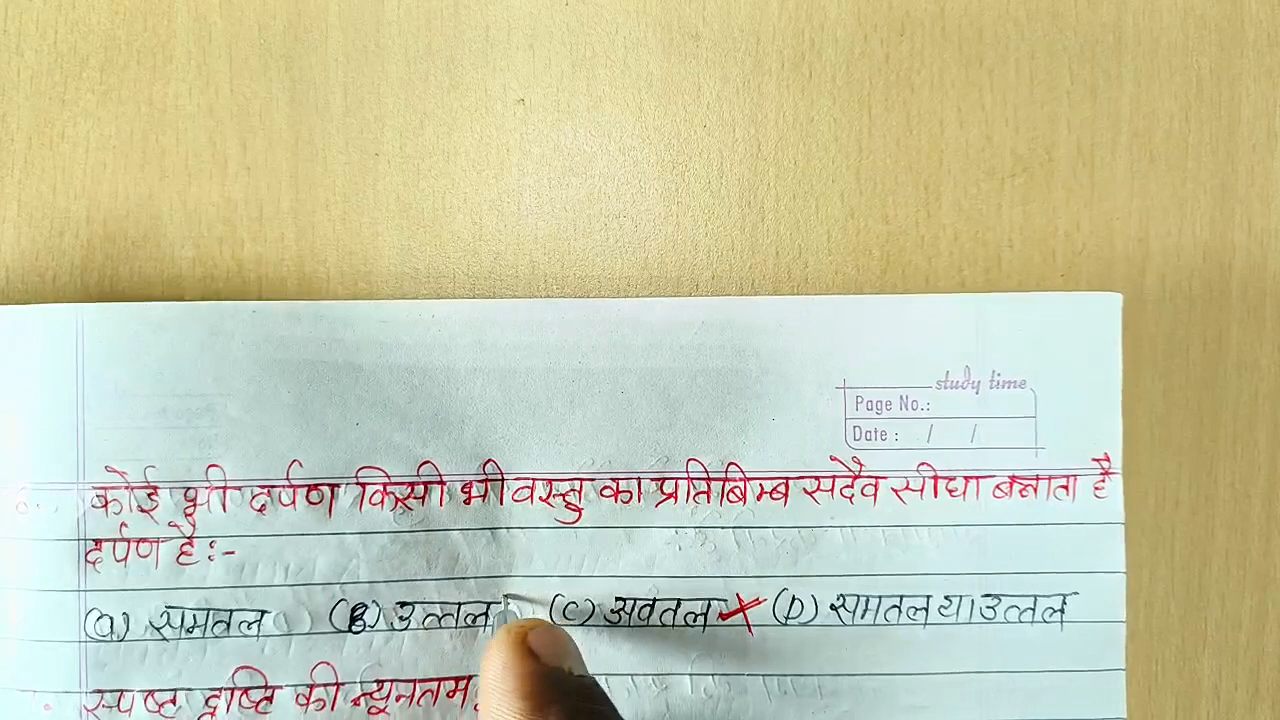 study time
Page No.:
Date : / /
कोई भी दर्पण किसी भी वस्तु का प्रतिबिम्ब सदैव सीधा बनाता है
दर्पण है:-
(a) समतल (B) उत्तल (C) अवतल (D) समतल या उत्तल
स्पष्ट दृष्टि की न्यूनतम